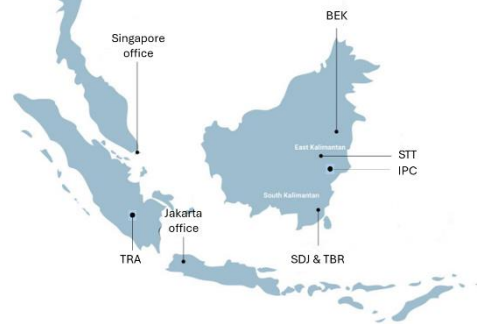 BEK
Singapore
office
East Kalimantan
STT
IPC
South Kalimantan
Jakarta
office
TRA
SDJ & TBR